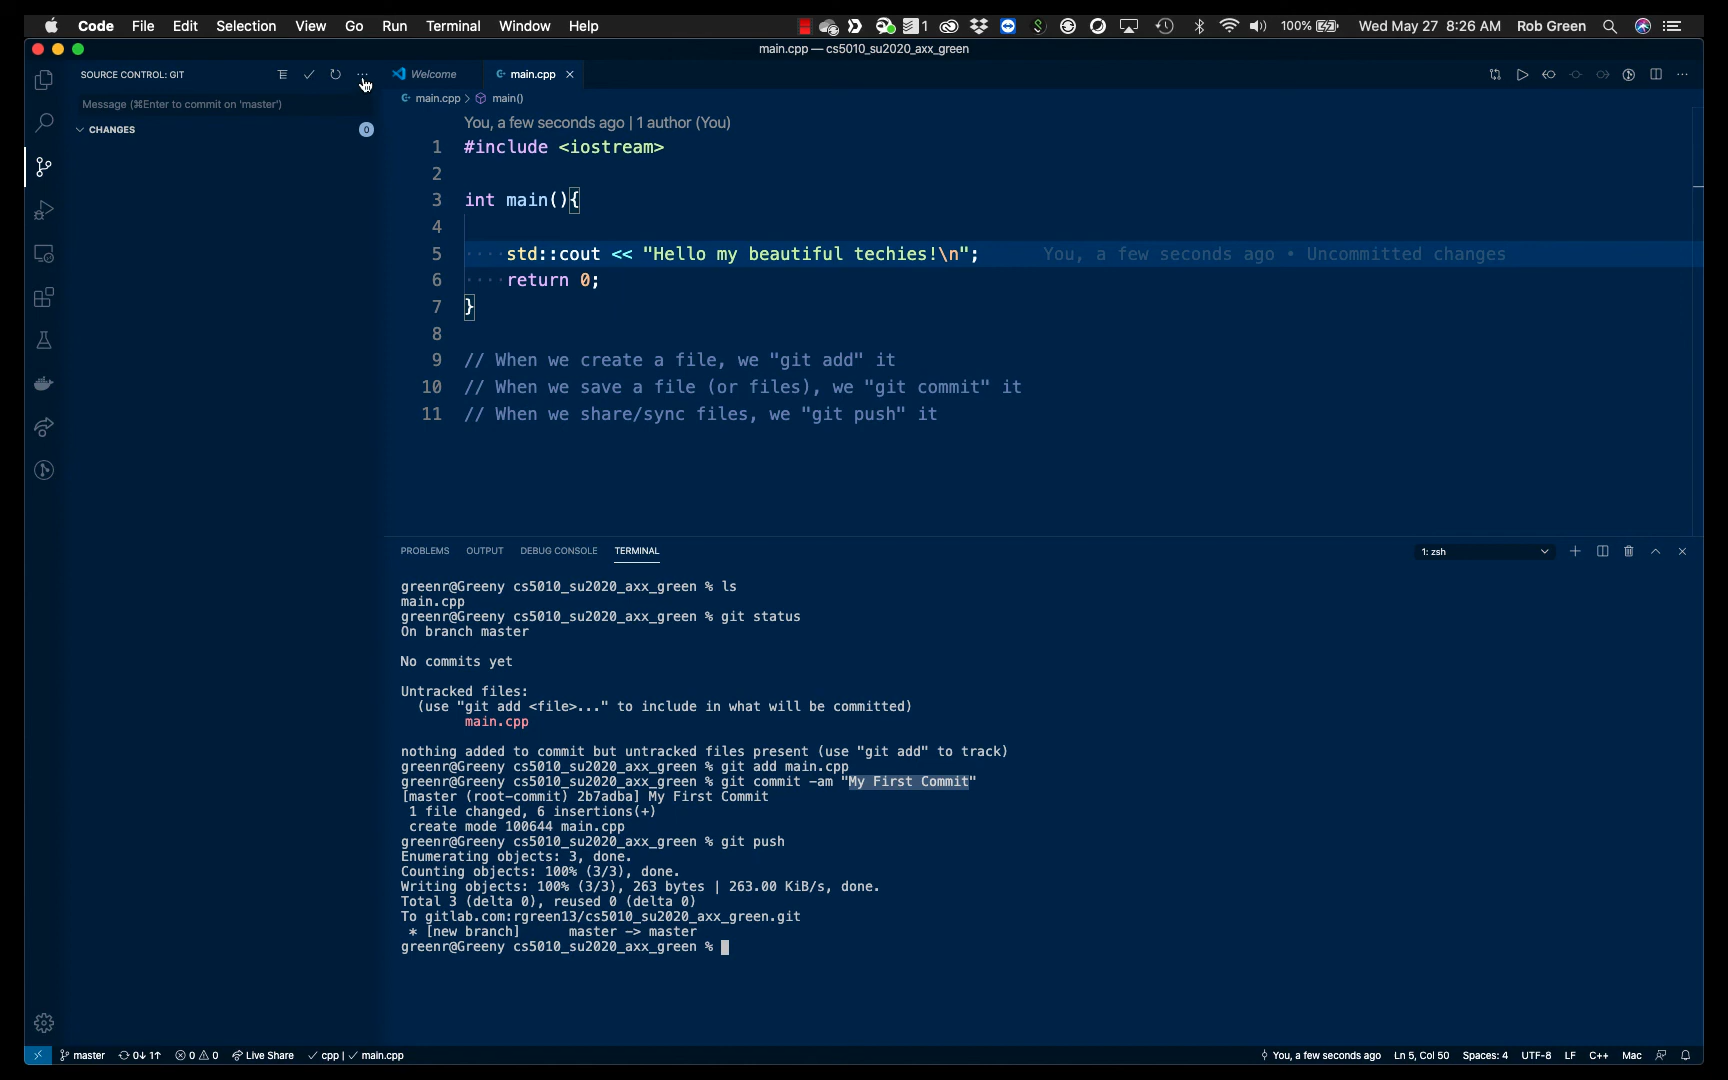 Code File Edit Selection View Go Run Terminal Window Help 1 100% Wed May 27 8:26 AM Rob Green
main.cpp — cs5010_su2020_axx_green
SOURCE CONTROL: GIT
Message (⌘Enter to commit on 'master')
CHANGES 0
Welcome main.cpp
main.cpp > main()
You, a few seconds ago | 1 author (You)
1 #include <iostream>
2
3 int main(){
4
5 ····std::cout << "Hello my beautiful techies!\n"; You, a few seconds ago • Uncommitted changes
6 ····return 0;
7 }
8
9 // When we create a file, we "git add" it
10 // When we save a file (or files), we "git commit" it
11 // When we share/sync files, we "git push" it
PROBLEMS OUTPUT DEBUG CONSOLE TERMINAL 1: zsh
greenr@Greeny cs5010_su2020_axx_green % ls
main.cpp
greenr@Greeny cs5010_su2020_axx_green % git status
On branch master
No commits yet
Untracked files:
(use "git add <file>..." to include in what will be committed)
main.cpp
nothing added to commit but untracked files present (use "git add" to track)
greenr@Greeny cs5010_su2020_axx_green % git add main.cpp
greenr@Greeny cs5010_su2020_axx_green % git commit -am "My First Commit"
[master (root-commit) 2b7adba] My First Commit
1 file changed, 6 insertions(+)
create mode 100644 main.cpp
greenr@Greeny cs5010_su2020_axx_green % git push
Enumerating objects: 3, done.
Counting objects: 100% (3/3), done.
Writing objects: 100% (3/3), 263 bytes | 263.00 KiB/s, done.
Total 3 (delta 0), reused 0 (delta 0)
To gitlab.com:rgreen13/cs5010_su2020_axx_green.git
* [new branch] master -> master
greenr@Greeny cs5010_su2020_axx_green %
master 0↓ 1↑ 0 0 Live Share ✓ cpp | ✓ main.cpp You, a few seconds ago Ln 5, Col 50 Spaces: 4 UTF-8 LF C++ Mac